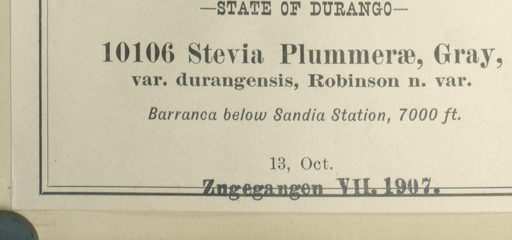 —STATE OF DURANGO—
10106 Stevia Plummeræ, Gray,
var. durangensis, Robinson n. var.
Barranca below Sandia Station, 7000 ft.
13, Oct.
Zugegangen VII. 1907.